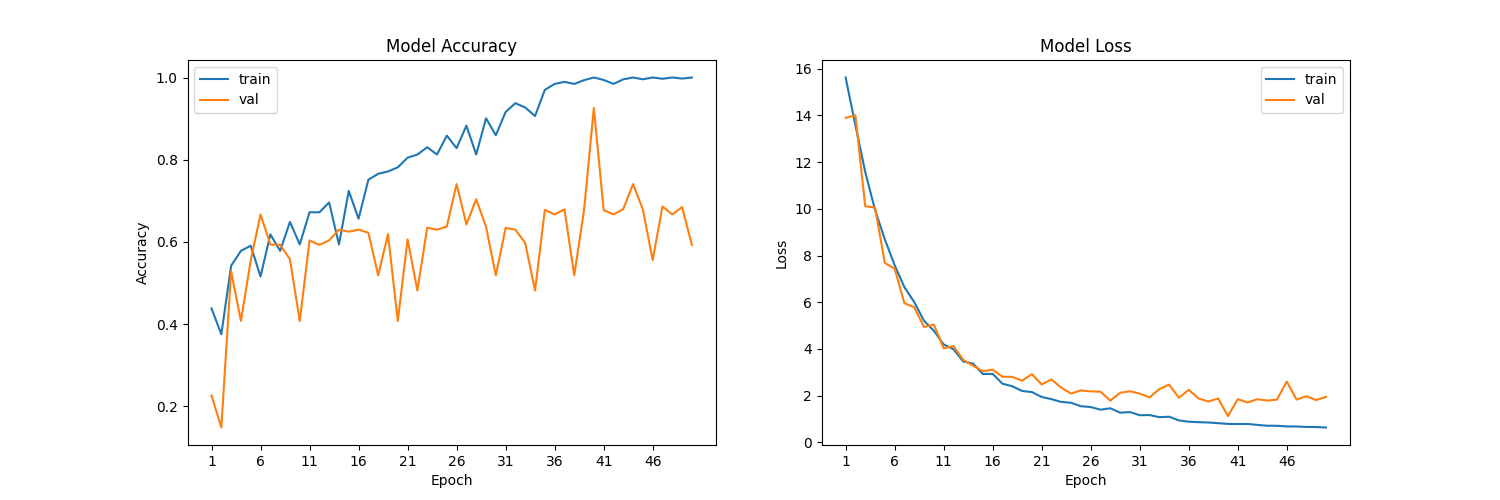 Model Accuracy
train
val
1.0
0.8
0.6
0.4
0.2
Accuracy
1 6 11 16 21 26 31 36 41 46
Epoch
Model Loss
train
val
16
14
12
10
8
6
4
2
0
Loss
1 6 11 16 21 26 31 36 41 46
Epoch